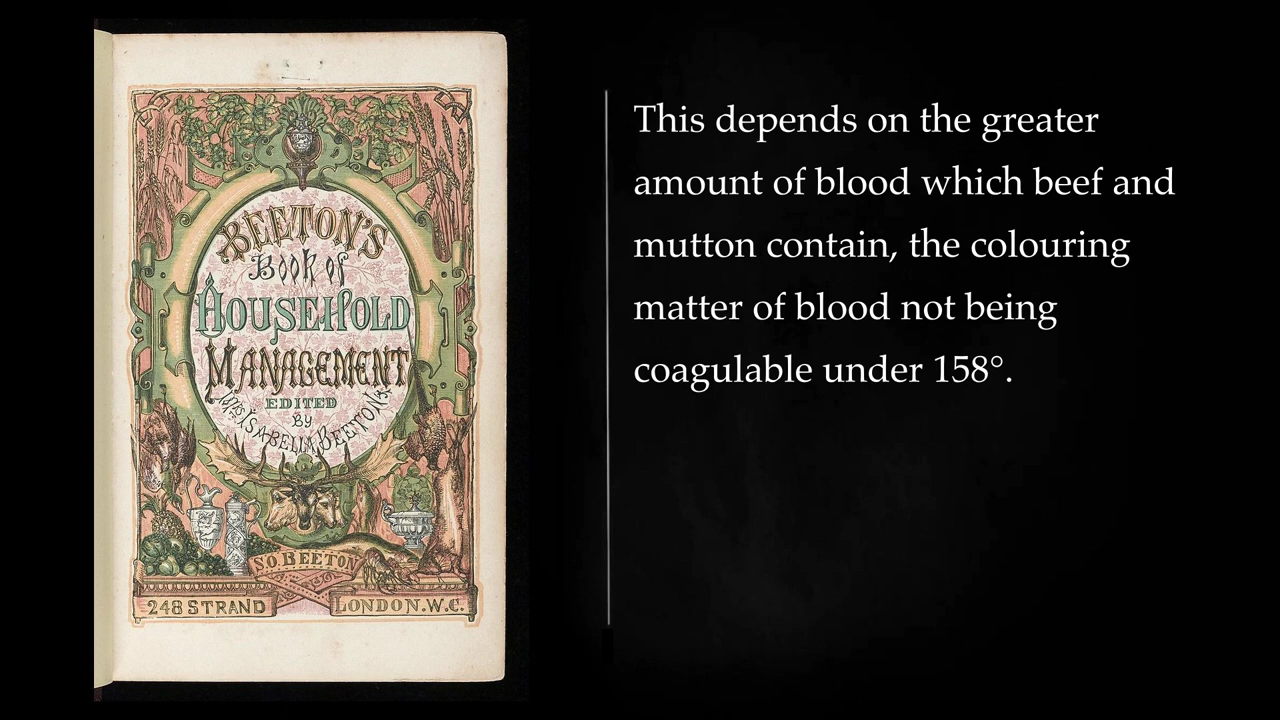 BEETON'S
Book of
HOUSEHOLD
MANAGEMENT
EDITED
BY
MRS ISABELLA BEETON
S.O. BEETON
248 STRAND
LONDON. W.C.
This depends on the greater
amount of blood which beef and
mutton contain, the colouring
matter of blood not being
coagulable under 158°.